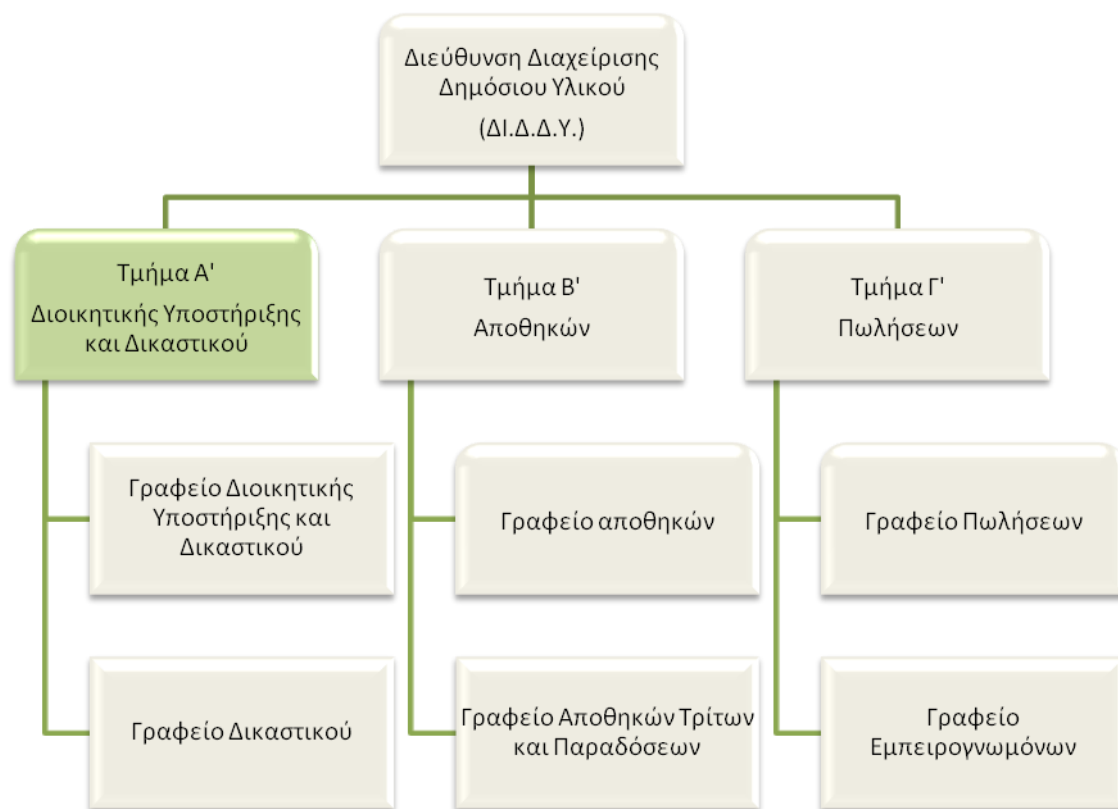 Διεύθυνση Διαχείρισης
Δημόσιου Υλικού
(ΔΙ.Δ.Δ.Υ.)
Τμήμα Α'
Διοικητικής Υποστήριξης
και Δικαστικού
Τμήμα Β'
Αποθηκών
Τμήμα Γ'
Πωλήσεων
Γραφείο Διοικητικής
Υποστήριξης και
Δικαστικού
Γραφείο αποθηκών
Γραφείο Πωλήσεων
Γραφείο Δικαστικού
Γραφείο Αποθηκών Τρίτων
και Παραδόσεων
Γραφείο
Εμπειρογνωμόνων